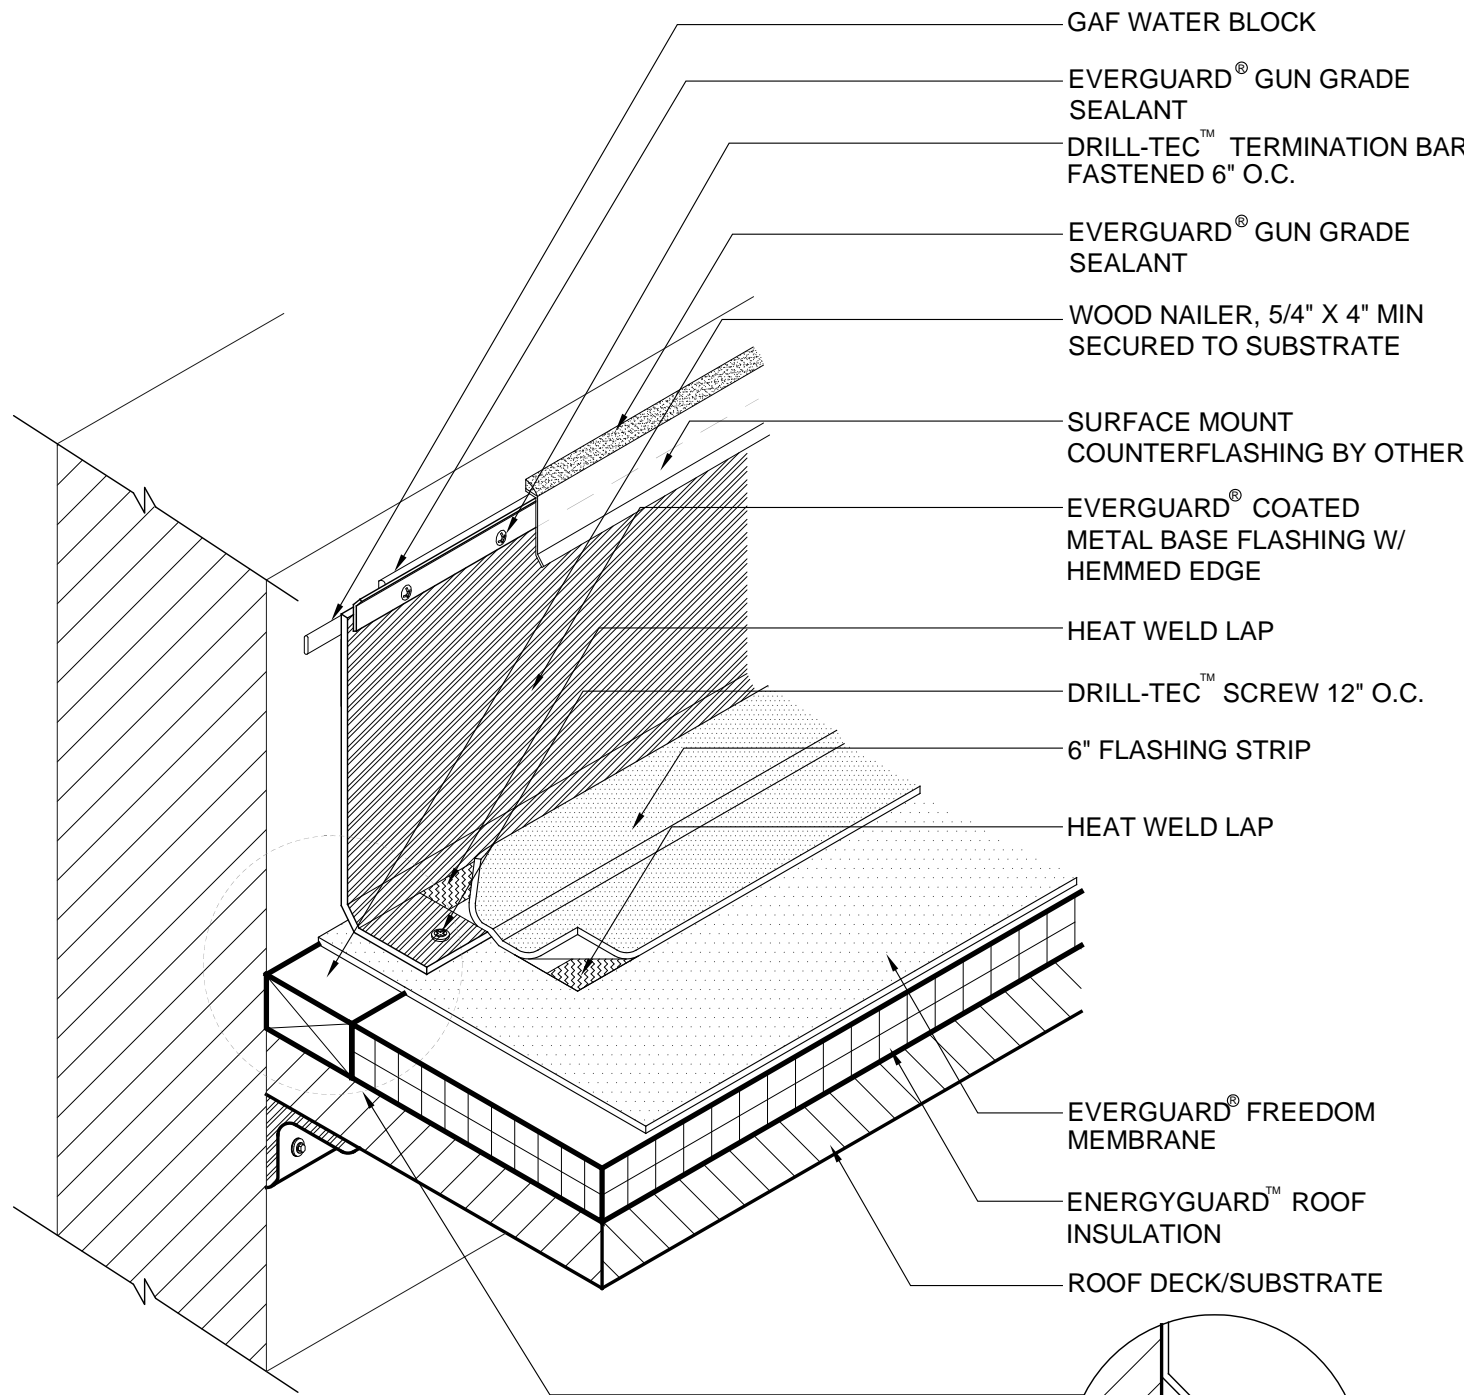 GAF WATER BLOCK
EVERGUARD® GUN GRADE
SEALANT
DRILL-TEC™ TERMINATION BAR
FASTENED 6" O.C.
EVERGUARD® GUN GRADE
SEALANT
WOOD NAILER, 5/4" X 4" MIN
SECURED TO SUBSTRATE
SURFACE MOUNT
COUNTERFLASHING BY OTHER
EVERGUARD® COATED
METAL BASE FLASHING W/
HEMMED EDGE
HEAT WELD LAP
DRILL-TEC™ SCREW 12" O.C.
6" FLASHING STRIP
HEAT WELD LAP
EVERGUARD® FREEDOM
MEMBRANE
ENERGYGUARD™ ROOF
INSULATION
ROOF DECK/SUBSTRATE